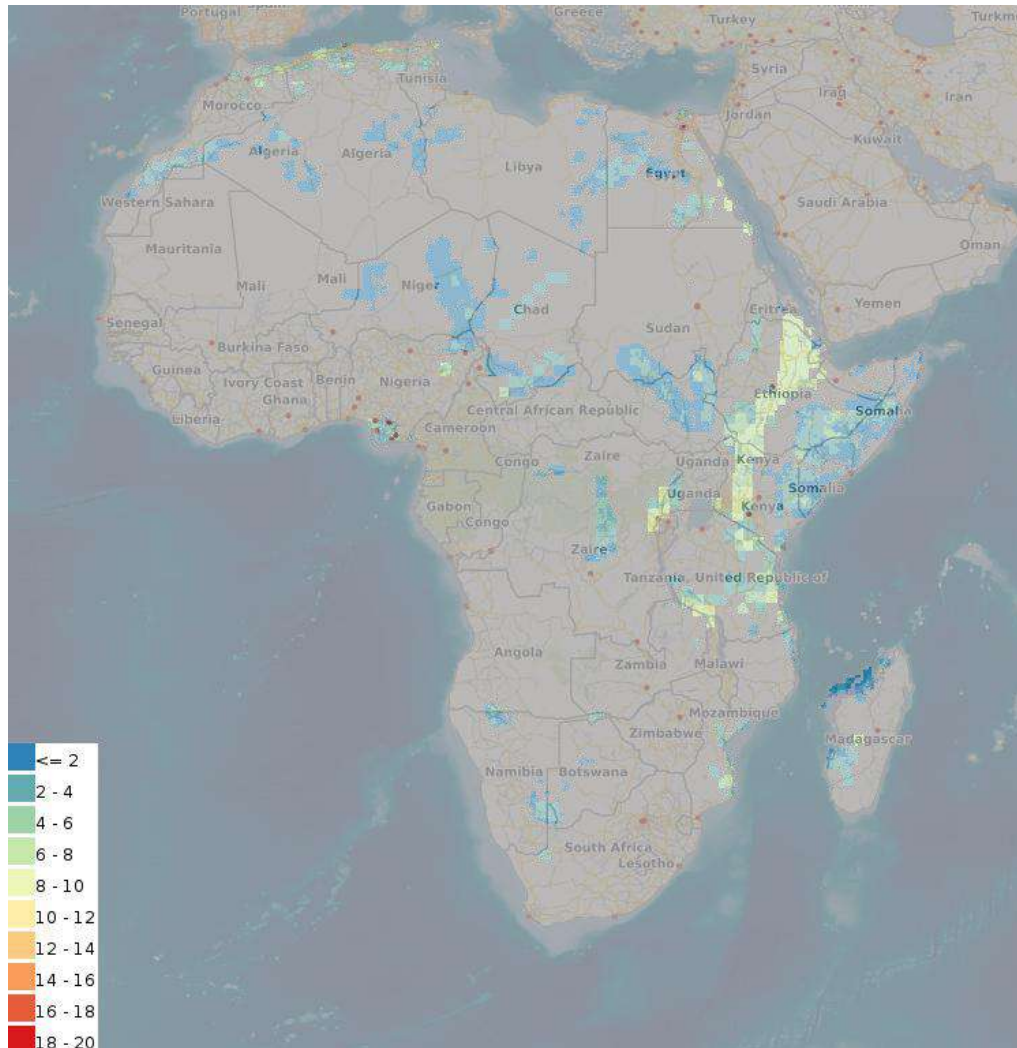 Portugal
Greece
Turkey
Turkm
Syria
Tunisia
Iraq
Iran
Morocco
Jordan
Kuwait
Algeria
Algeria
Libya
Egypt
Western Sahara
Saudi Arabia
Mauritania
Oman
Mali
Mali
Niger
Chad
Yemen
Senegal
Eritrea
Sudan
Burkina Faso
Guinea
Ivory Coast
Benin
Nigeria
Ghana
Ethiopia
Liberia
Central African Republic
Somalia
Cameroon
Zaire
Congo
Uganda
Kenya
Uganda
Somalia
Gabon
Kenya
Congo
Zaire
Tanzania, United Republic of
Angola
Zambia
Malawi
Mozambique
Zimbabwe
Madagascar
Namibia
Botswana
South Africa
Lesotho
<= 2
2 - 4
4 - 6
6 - 8
8 - 10
10 - 12
12 - 14
14 - 16
16 - 18
18 - 20